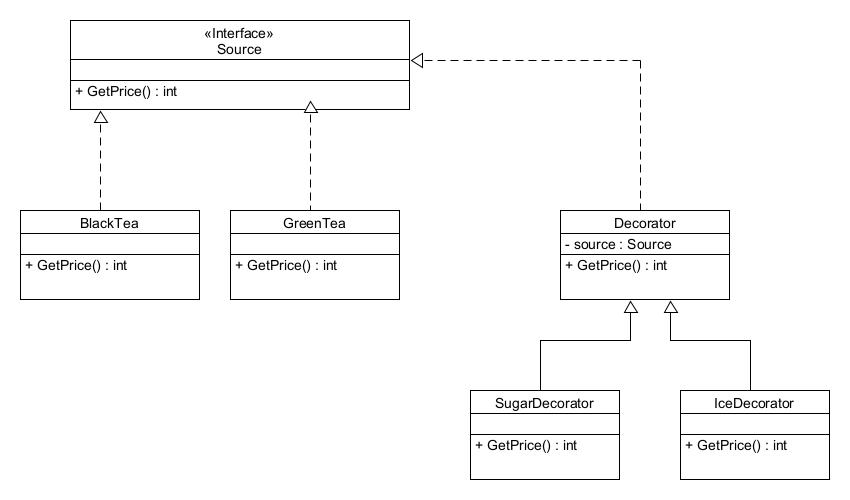 «Interface»
Source
+ GetPrice() : int
BlackTea
+ GetPrice() : int
GreenTea
+ GetPrice() : int
Decorator
- source : Source
+ GetPrice() : int
SugarDecorator
+ GetPrice() : int
IceDecorator
+ GetPrice() : int